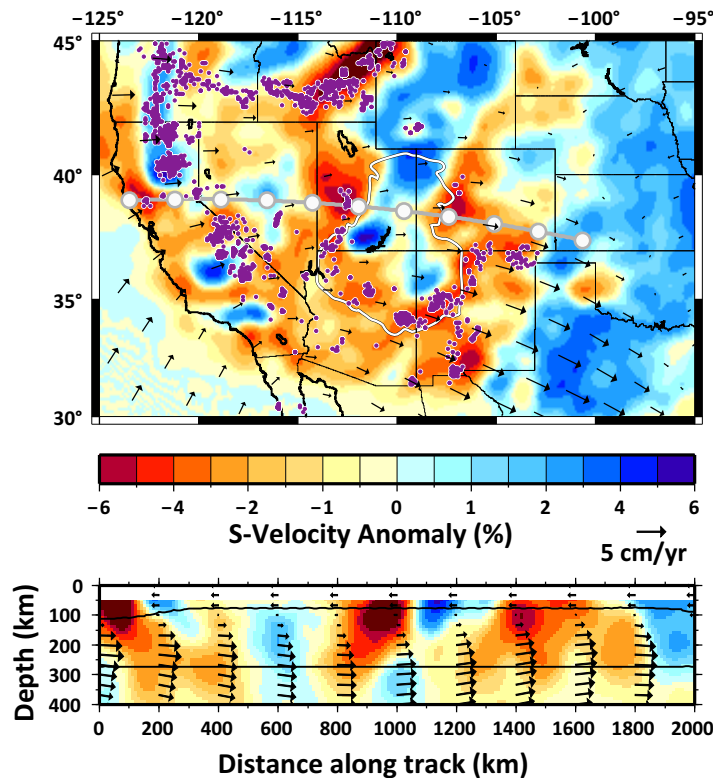 −125 −120 −115 −110 −105 −100 −95
45°
40°
35°
30°
−6 −4 −2 −1 0 1 2 4 6
S-Velocity Anomaly (%)
5 cm/yr
0
100
200
300
400
Depth (km)
0 200 400 600 800 1000 1200 1400 1600 1800 2000
Distance along track (km)